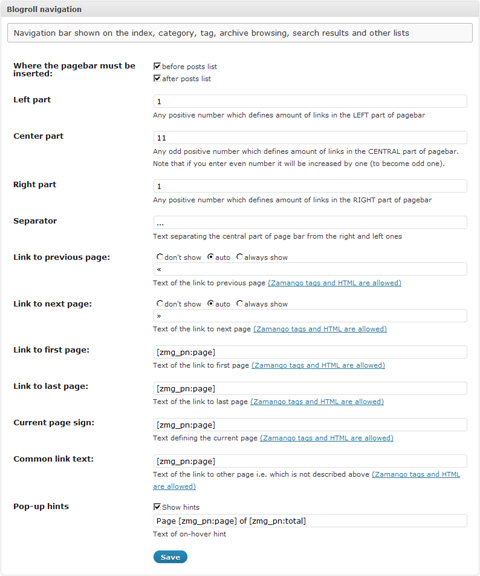 Blogroll navigation
Navigation bar shown on the index, category, tag, archive browsing, search results and other lists
Where the pagebar must be inserted:
before posts list
after posts list
Left part
1
Any positive number which defines amount of links in the LEFT part of pagebar
Center part
11
Any odd positive number which defines amount of links in the CENTRAL part of pagebar.
Note that if you enter even number it will be increased by one (to become odd one).
Right part
1
Any positive number which defines amount of links in the RIGHT part of pagebar
Separator
...
Text separating the central part of page bar from the right and left ones
Link to previous page:
don't show auto always show
«
Text of the link to previous page (Zamango tags and HTML are allowed)
Link to next page:
don't show auto always show
»
Text of the link to next page (Zamango tags and HTML are allowed)
Link to first page:
[zmg_pn:page]
Text of the link to first page (Zamango tags and HTML are allowed)
Link to last page:
[zmg_pn:page]
Text of the link to last page (Zamango tags and HTML are allowed)
Current page sign:
[zmg_pn:page]
Text defining the current page (Zamango tags and HTML are allowed)
Common link text:
[zmg_pn:page]
Text of the link to other page i.e. which is not described above (Zamango tags and HTML
are allowed)
Pop-up hints
Show hints
Page [zmg_pn:page] of [zmg_pn:total]
Text of on-hover hint
Save